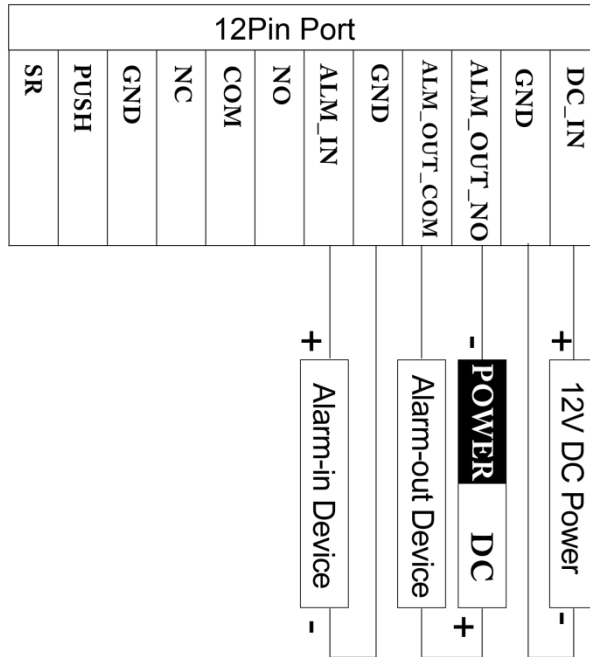 12Pin Port
SR
PUSH
GND
NC
COM
NO
ALM_IN
GND
ALM_OUT_COM
ALM_OUT_NO
GND
DC_IN
+
-
+
Alarm-in Device
Alarm-out Device
POWER DC
12V DC Power
-
+
-